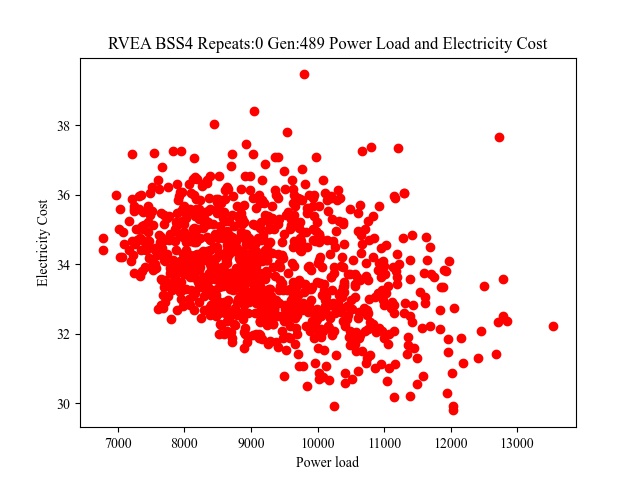 RVEA BSS4 Repeats:0 Gen:489 Power Load and Electricity Cost
Electricity Cost
38
36
34
32
30
7000 8000 9000 10000 11000 12000 13000
Power load